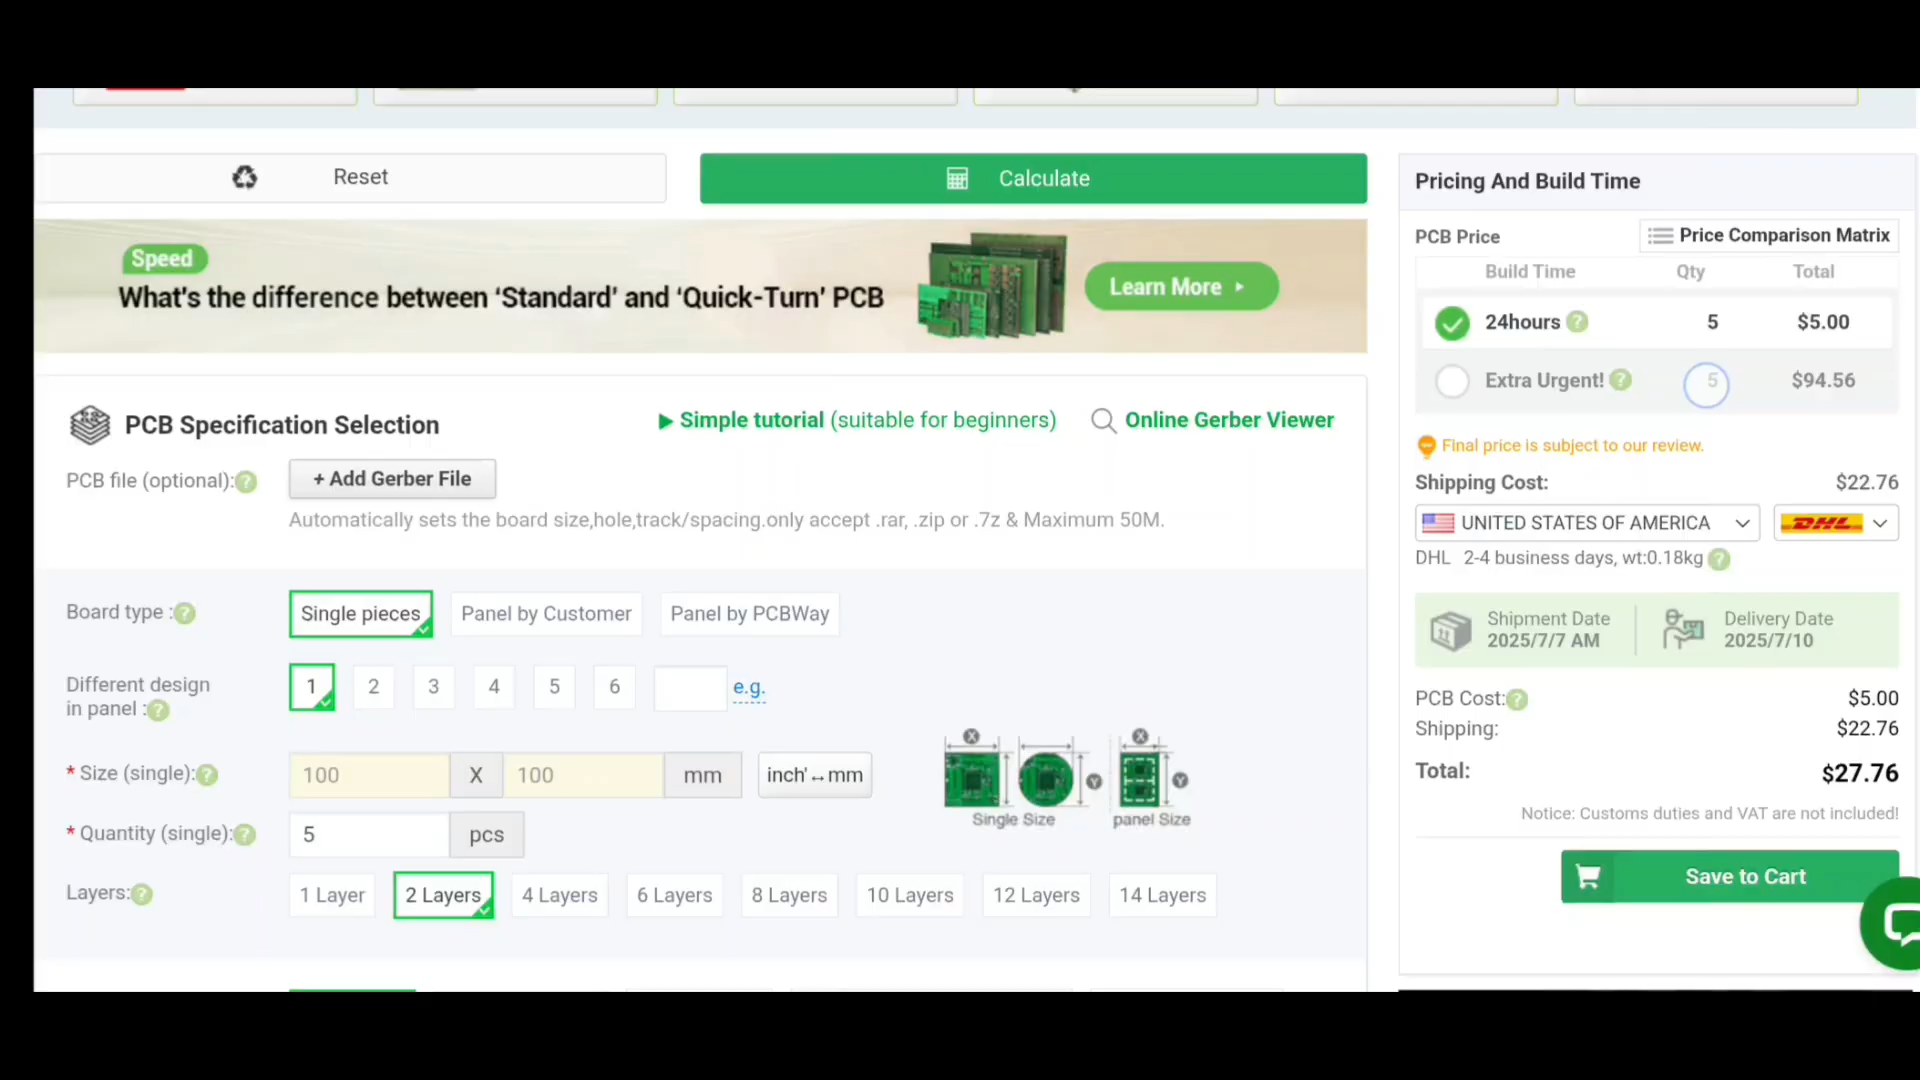 Reset
Calculate
Speed
What's the difference between ‘Standard’ and ‘Quick-Turn’ PCB
Learn More
PCB Specification Selection
Simple tutorial (suitable for beginners)
Online Gerber Viewer
PCB file (optional):?
+ Add Gerber File
Automatically sets the board size,hole,track/spacing.only accept .rar, .zip or .7z & Maximum 50M.
Board type :?
Single pieces
Panel by Customer
Panel by PCBWay
Different design
in panel :?
1 2 3 4 5 6 e.g.
* Size (single):?
100 X 100 mm
inch'↔mm
X X
Y Y
Single Size
panel Size
* Quantity (single):?
5 pcs
Layers:?
1 Layer
2 Layers
4 Layers
6 Layers
8 Layers
10 Layers
12 Layers
14 Layers
Pricing And Build Time
PCB Price
Price Comparison Matrix
Build Time Qty Total
24hours ? 5 $5.00
Extra Urgent! ? 5 $94.56
Final price is subject to our review.
Shipping Cost: $22.76
UNITED STATES OF AMERICA
DHL
DHL 2-4 business days, wt:0.18kg ?
Shipment Date
2025/7/7 AM
Delivery Date
2025/7/10
PCB Cost:? $5.00
Shipping: $22.76
Total: $27.76
Notice: Customs duties and VAT are not included!
Save to Cart